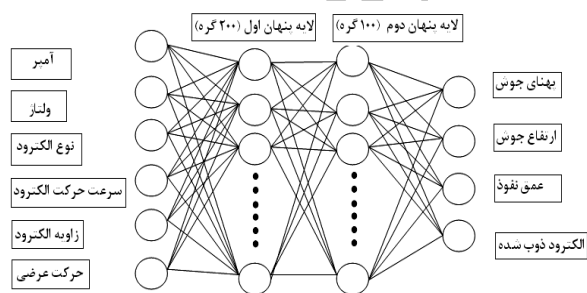 لایه پنهان اول (۲۰۰ گره)
لایه پنهان دوم (۱۰۰ گره)
آمپر
ولتاژ
نوع الکترود
سرعت حرکت الکترود
زاویه الکترود
حرکت عرضی
پهنای جوش
ارتفاع جوش
عمق نفوذ
الکترود ذوب شده